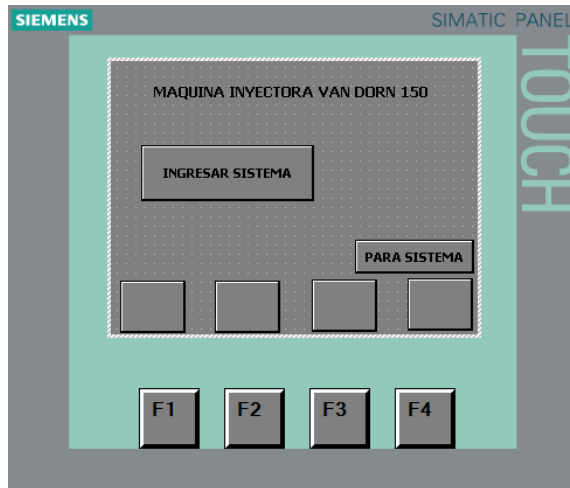 SIEMENS
SIMATIC PANEL
TOUCH
MAQUINA INYECTORA VAN DORN 150
INGRESAR SISTEMA
PARA SISTEMA
F1 F2 F3 F4